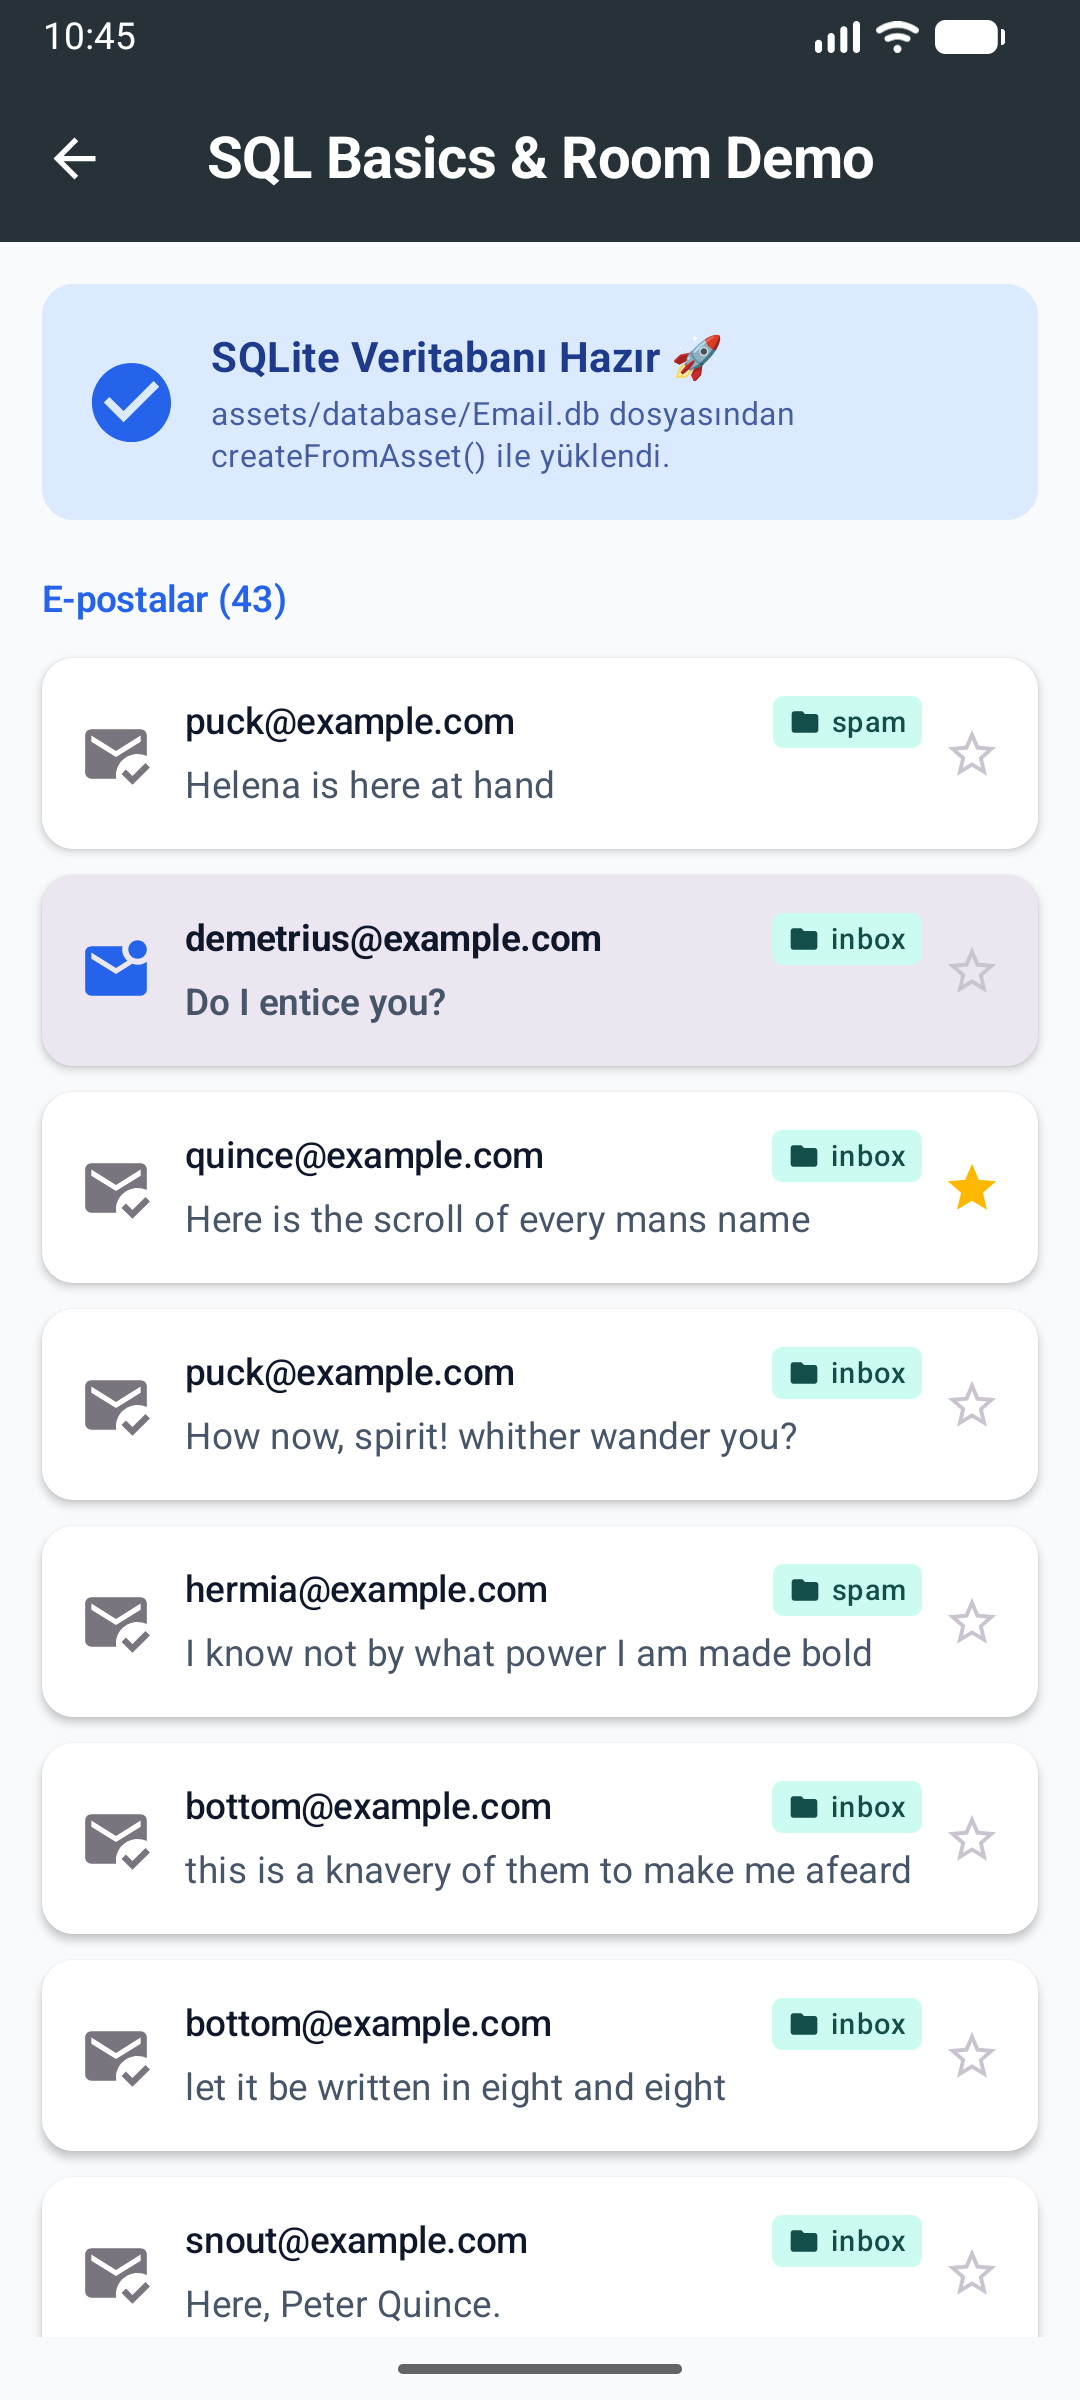 10:45
SQL Basics & Room Demo
SQLite Veritabanı Hazır 🚀
assets/database/Email.db dosyasından
createFromAsset() ile yüklendi.
E-postalar (43)
puck@example.com
spam
Helena is here at hand
demetrius@example.com
inbox
Do I entice you?
quince@example.com
inbox
Here is the scroll of every mans name
puck@example.com
inbox
How now, spirit! whither wander you?
hermia@example.com
spam
I know not by what power I am made bold
bottom@example.com
inbox
this is a knavery of them to make me afeard
bottom@example.com
inbox
let it be written in eight and eight
snout@example.com
inbox
Here, Peter Quince.